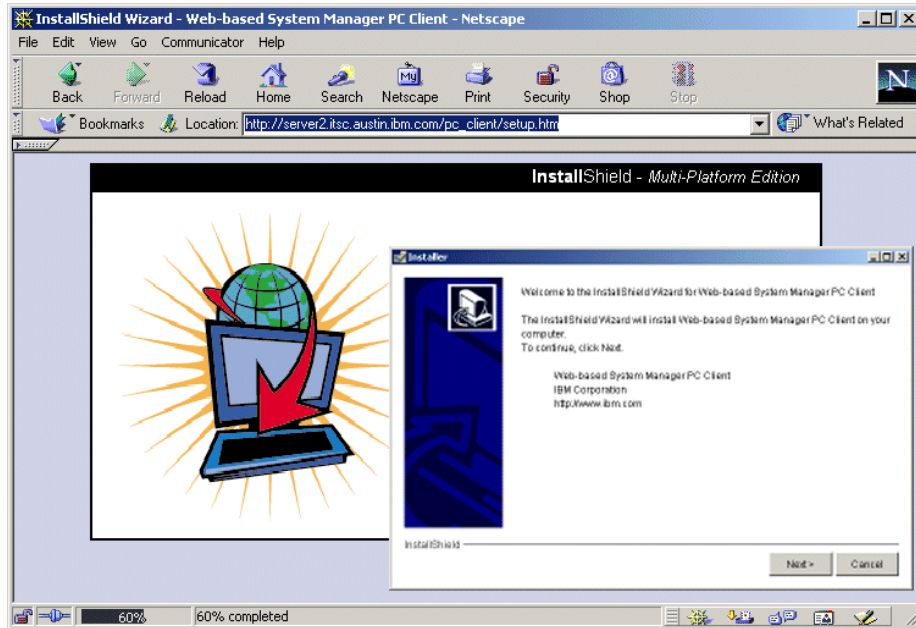 InstallShield Wizard - Web-based System Manager PC Client - Netscape
File Edit View Go Communicator Help
Back Forward Reload Home Search Netscape Print Security Shop Stop
My
N
Bookmarks Location: http://server2.itsc.austin.ibm.com/pc_client/setup.htm What's Related
InstallShield - Multi-Platform Edition
Installer
Welcome to the InstallShield Wizard for Web-based System Manager PC Client
The InstallShield Wizard will install Web-based System Manager PC Client on your
computer.
To continue, click Next.
Web-based System Manager PC Client
IBM Corporation
http://www.ibm.com
InstallShield
Next > Cancel
60% 60% completed